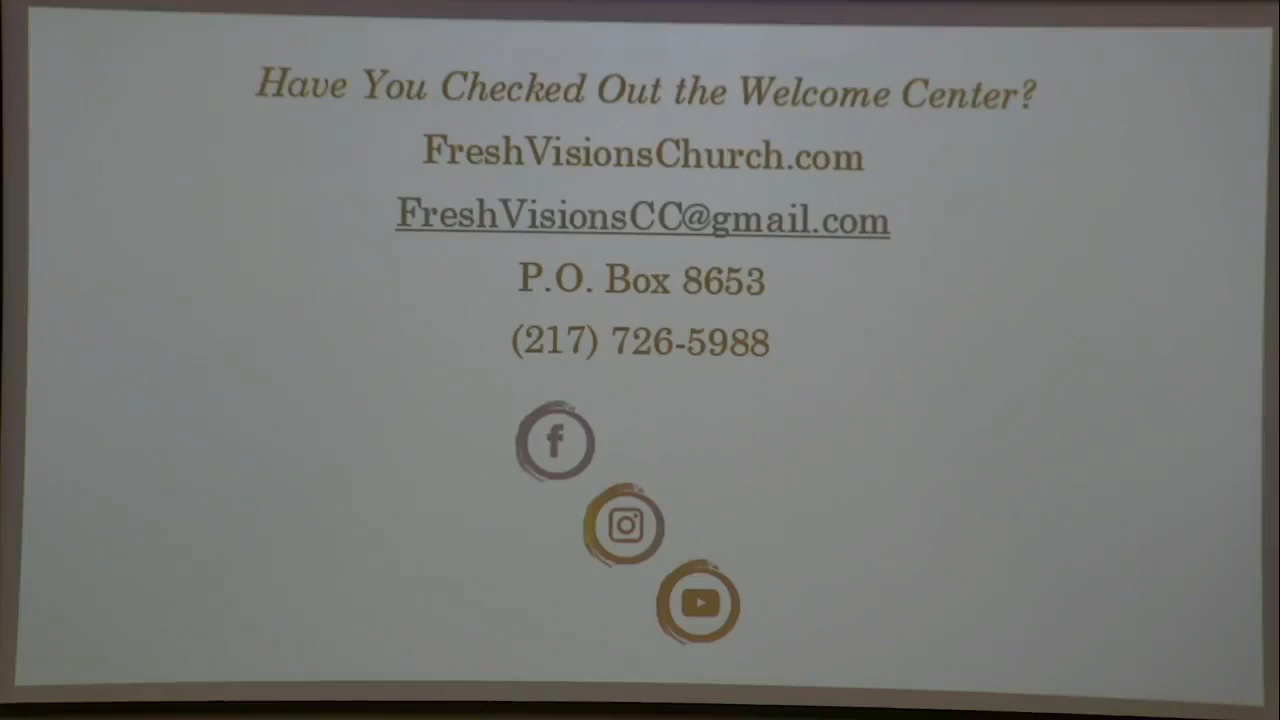 Have You Checked Out the Welcome Center?
FreshVisionsChurch.com
FreshVisionsCC@gmail.com
P.O. Box 8653
(217) 726-5988